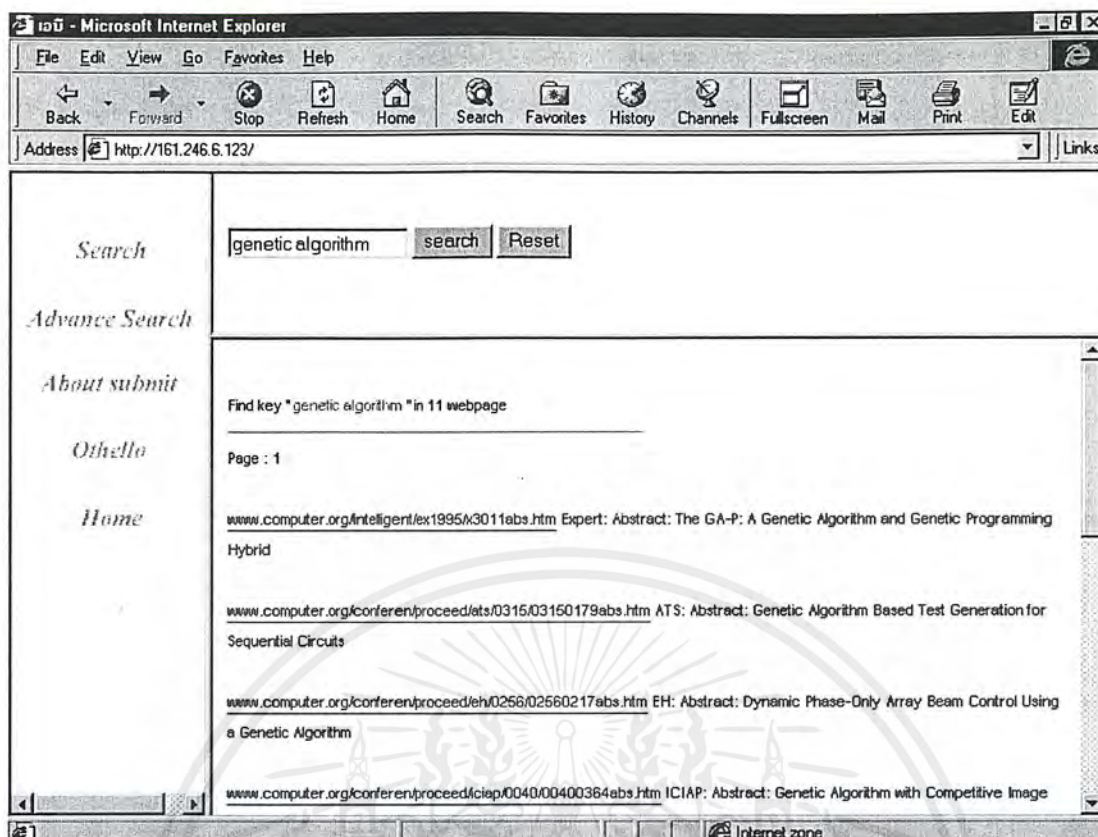 เอบี - Microsoft Internet Explorer
File Edit View Go Favorites Help
Back Forward Stop Refresh Home Search Favorites History Channels Fullscreen Mail Print Edit
Address http://161.246.6.123/ Links
Search
Advance Search
About submit
Othello
Home
genetic algorithm search Reset
Find key "genetic algorithm "in 11 webpage
Page : 1
www.computer.org/intelligent/ex1995/x3011abs.htm Expert: Abstract: The GA-P: A Genetic Algorithm and Genetic Programming
Hybrid
www.computer.org/conferen/proceed/ats/0315/03150179abs.htm ATS: Abstract: Genetic Algorithm Based Test Generation for
Sequential Circuits
www.computer.org/conferen/proceed/eh/0256/02560217abs.htm EH: Abstract: Dynamic Phase-Only Array Beam Control Using
a Genetic Algorithm
www.computer.org/conferen/proceed/iciap/0040/00400364abs.htm ICIAP: Abstract: Genetic Algorithm with Competitive Image
Internet zone